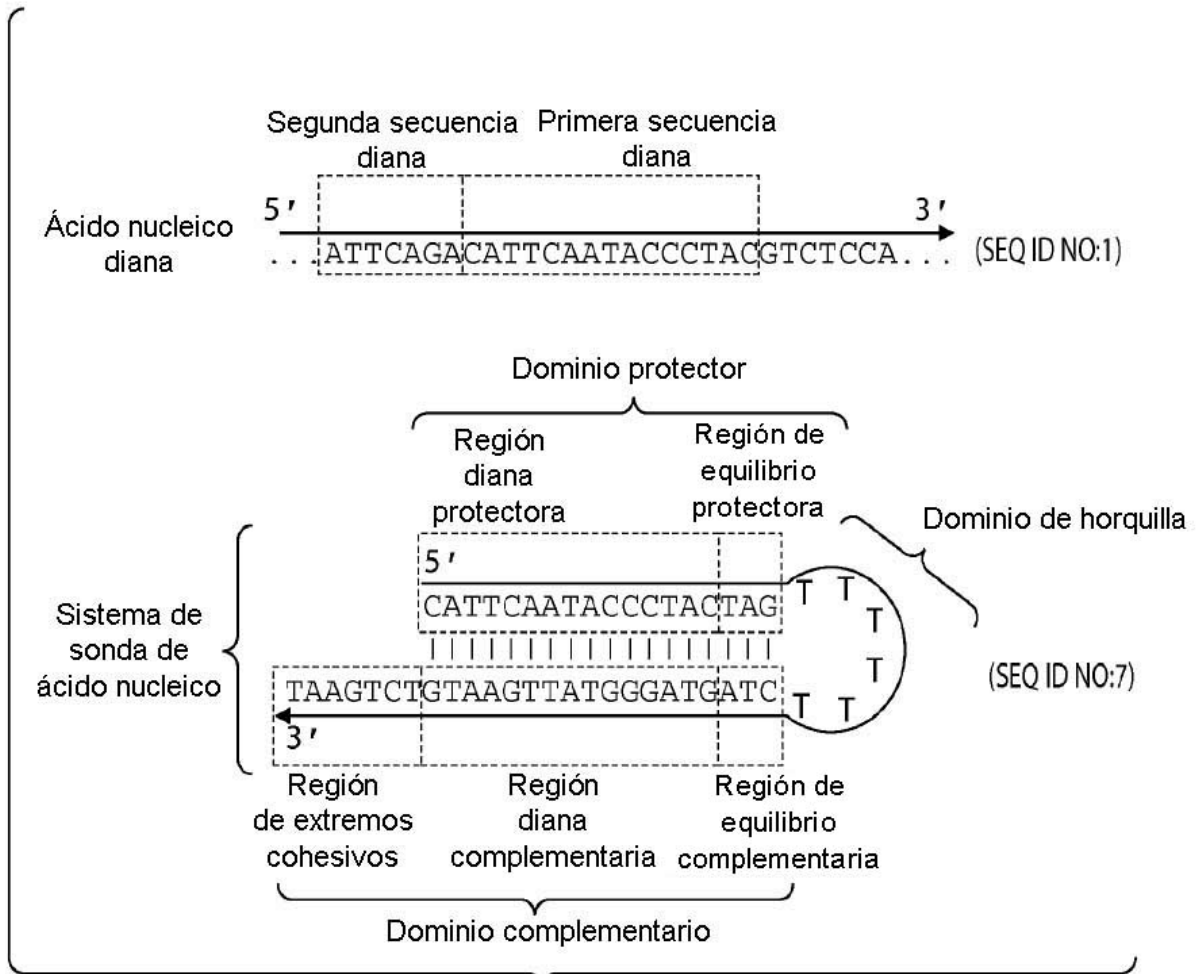 Segunda secuencia
diana
Primera secuencia
diana
Ácido nucleico
diana
5'
3'
...ATTCAGACATTCAATACCCTACGTCTCCA...
(SEQ ID NO:1)
Dominio protector
Región
diana
protectora
Región de
equilibrio
protectora
Dominio de horquilla
Sistema de
sonda de
ácido nucleico
5'
CATTCAATACCCTACTAG
T T
T
T
T T
TAAGTCTGTAAGTTATGGGATGATC
3'
(SEQ ID NO:7)
Región
de extremos
cohesivos
Región
diana
complementaria
Región de
equilibrio
complementaria
Dominio complementario